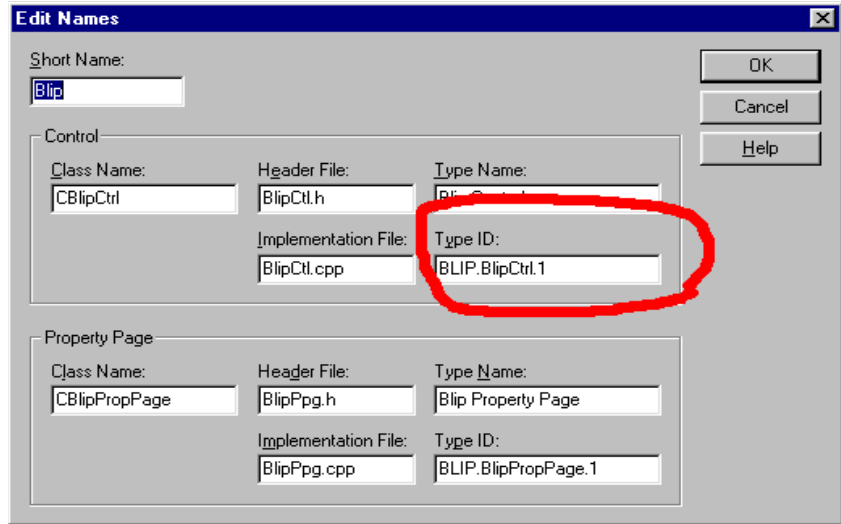 Edit Names
Short Name:
Blip
OK
Cancel
Help
Control
Class Name: Header File: Type Name:
CBlipCtrl BlipCtl.h
Implementation File: Type ID:
BlipCtl.cpp BLIP.BlipCtrl.1
Property Page
Class Name: Header File: Type Name:
CBlipPropPage BlipPpg.h Blip Property Page
Implementation File: Type ID:
BlipPpg.cpp BLIP.BlipPropPage.1